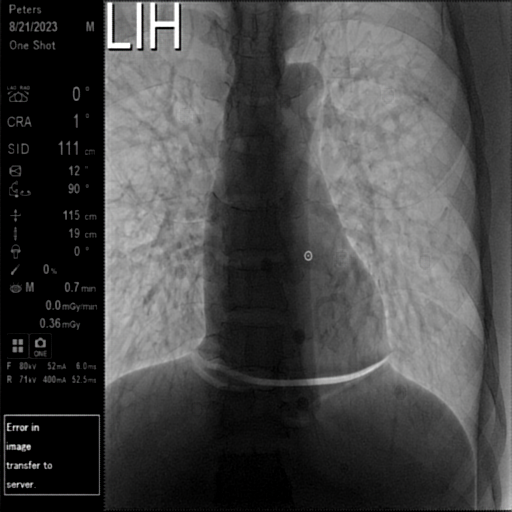 Peters
8/21/2023 M
One Shot
LIH
LAO RAO 0 °
CRA 1 °
SID 111 cm
12 °
90 °
115 cm
19 cm
0 °
0%
M 0.7 min
0.0 mGy/min
0.36 mGy
ONE
F 80kV 52mA 6.0ms
R 71kV 400mA 52.5ms
Error in
image
transfer to
server.